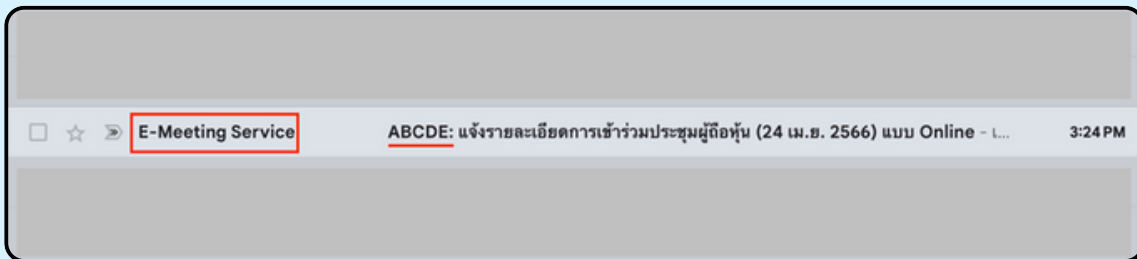 E-Meeting Service ABCDE: แจ้งรายละเอียดการเข้าร่วมประชุมผู้ถือหุ้น (24 เม.ย. 2566) แบบ Online - เ... 3:24 PM